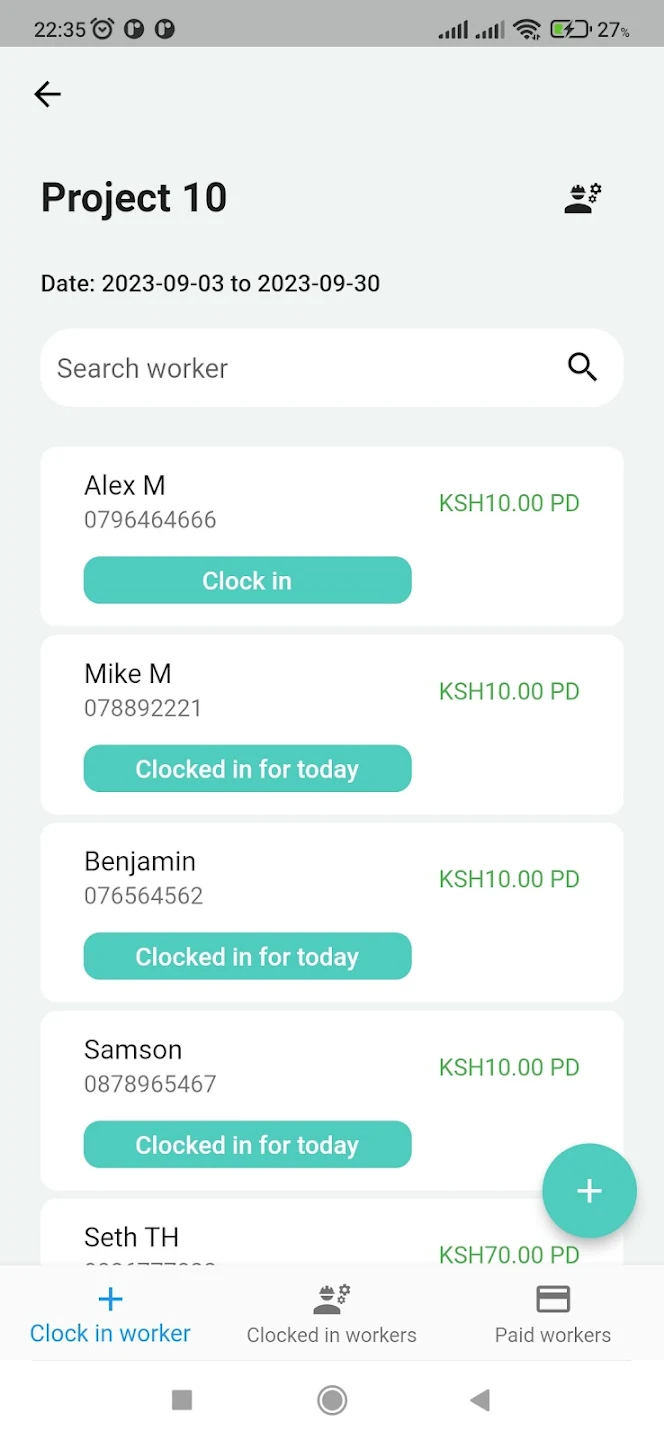 22:35 27%
Project 10
Date: 2023-09-03 to 2023-09-30
Search worker
Alex M
KSH10.00 PD
0796464666
Clock in
Mike M
KSH10.00 PD
078892221
Clocked in for today
Benjamin
KSH10.00 PD
076564562
Clocked in for today
Samson
KSH10.00 PD
0878965467
Clocked in for today
Seth TH
KSH70.00 PD
Clock in worker
Clocked in workers
Paid workers